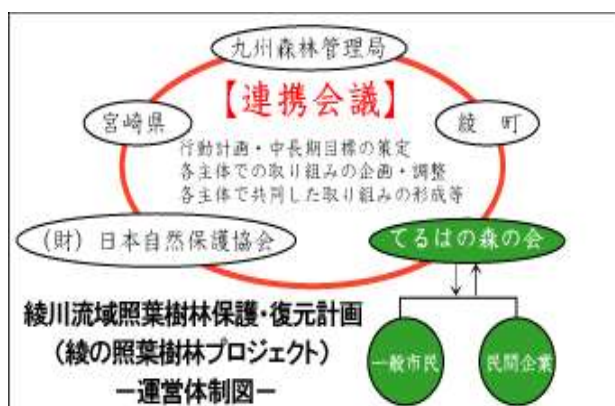 九州森林管理局
【連携会議】
宮崎県
綾 町
行動計画・中長期目標の策定
各主体での取り組みの企画・調整
各主体で共同した取り組みの形成等
(財)日本自然保護協会
てるはの森の会
綾川流域照葉樹林保護・復元計画
(綾の照葉樹林プロジェクト)
－運営体制図－
一般市民
民間企業